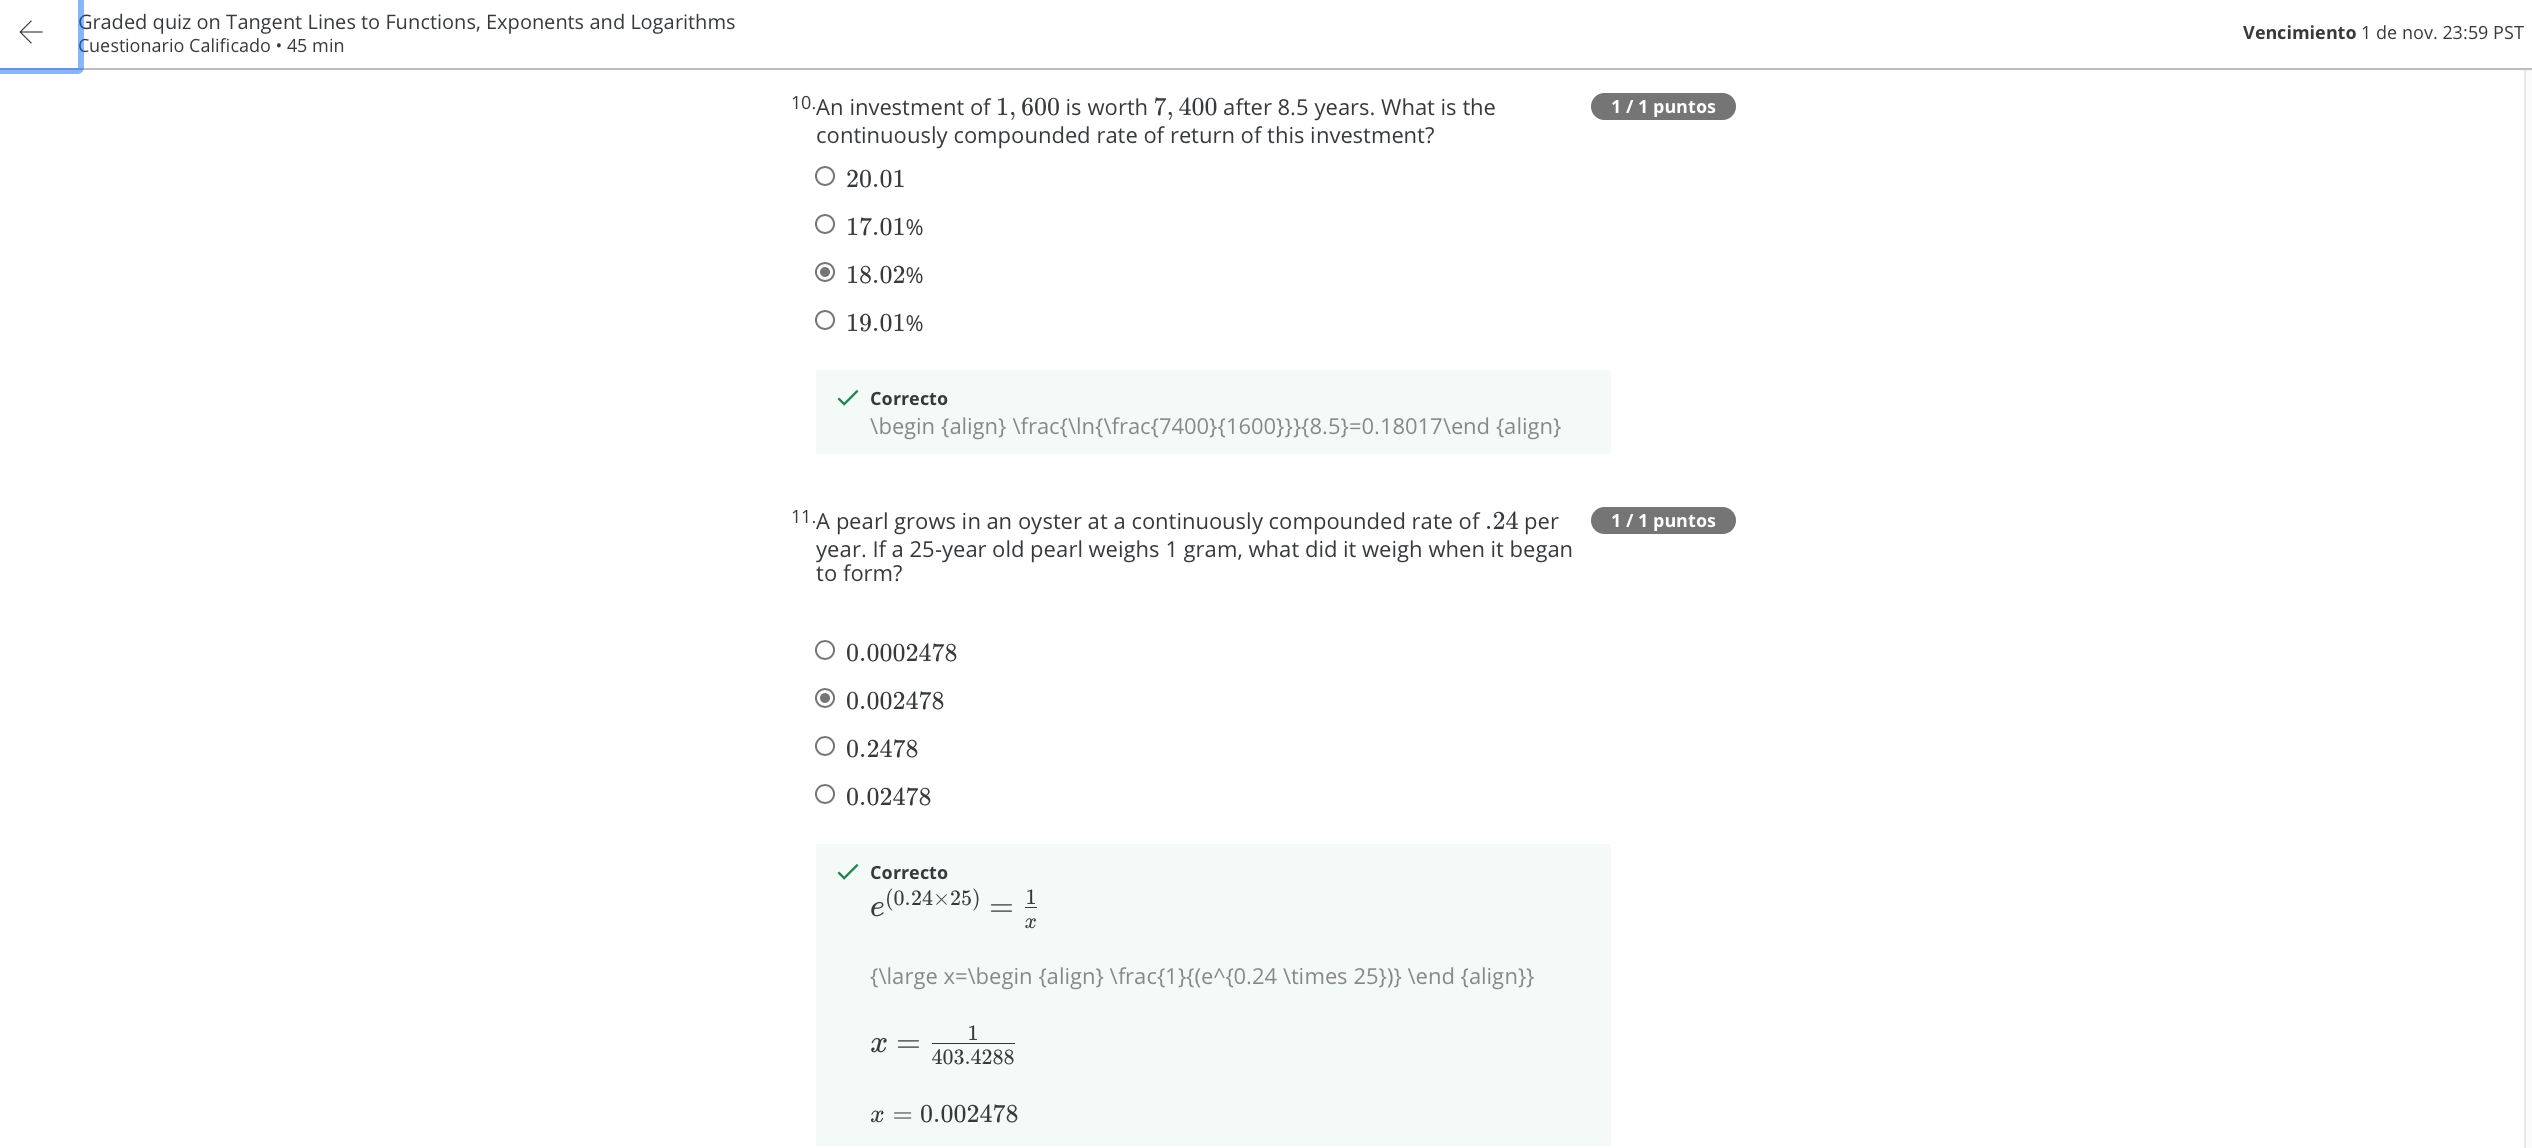 Graded quiz on Tangent Lines to Functions, Exponents and Logarithms
Cuestionario Calificado • 45 min
Vencimiento 1 de nov. 23:59 PST
10. An investment of 1,600 is worth 7,400 after 8.5 years. What is the
continuously compounded rate of return of this investment?
1 / 1 puntos
20.01
17.01%
18.02%
19.01%
Correcto
\begin {align} \frac{\ln{\frac{7400}{1600}}}{8.5}=0.18017\end {align}
11. A pearl grows in an oyster at a continuously compounded rate of .24 per
year. If a 25-year old pearl weighs 1 gram, what did it weigh when it began
to form?
1 / 1 puntos
0.0002478
0.002478
0.2478
0.02478
Correcto
e^(0.24×25) = 1/x
{\large x=\begin {align} \frac{1}{(e^{0.24 \times 25})} \end {align}}
x = 1/403.4288
x = 0.002478